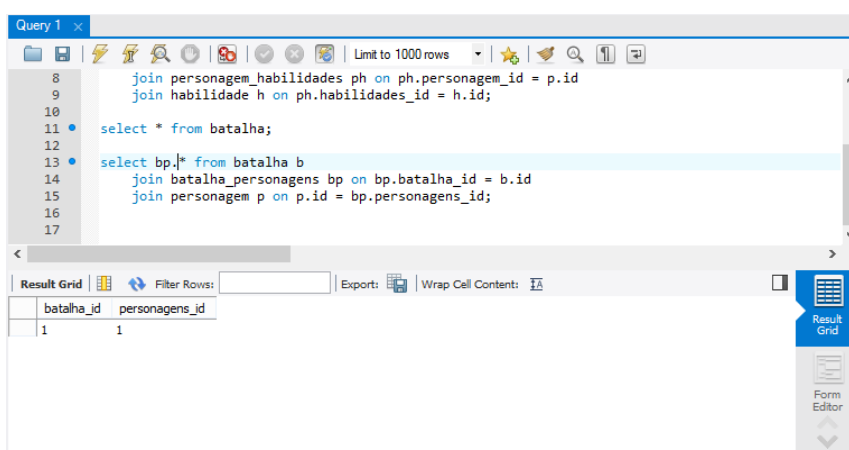 Query 1
Limit to 1000 rows
8 join personagem_habilidades ph on ph.personagem_id = p.id
9 join habilidade h on ph.habilidades_id = h.id;
10
11 select * from batalha;
12
13 select bp.* from batalha b
14 join batalha_personagens bp on bp.batalha_id = b.id
15 join personagem p on p.id = bp.personagens_id;
16
17
Result Grid Filter Rows: Export: Wrap Cell Content: IA
batalha_id personagens_id
1 1
Result
Grid
Form
Editor